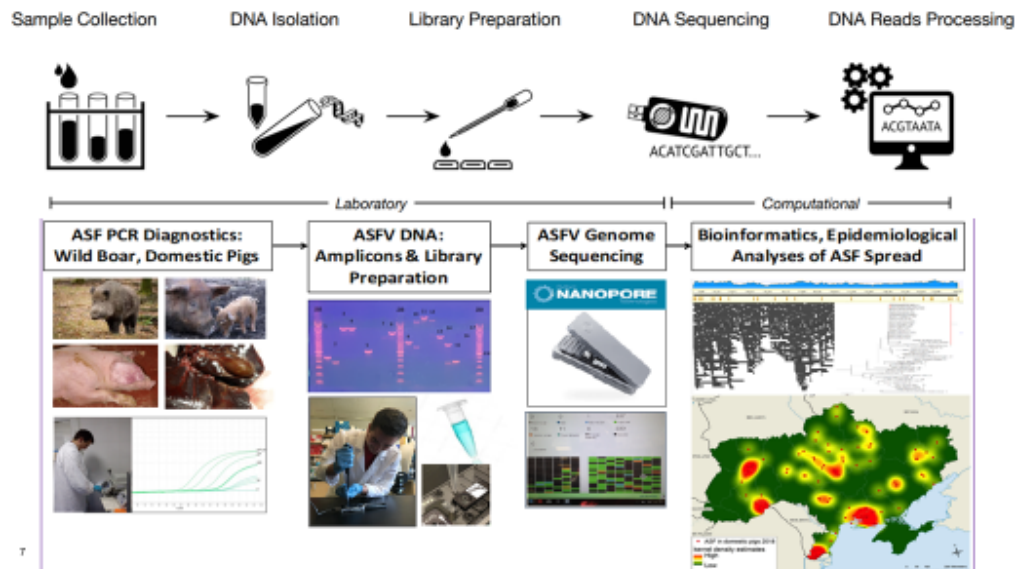 Sample Collection
DNA Isolation
Library Preparation
DNA Sequencing
DNA Reads Processing
ACATCGATTGCT...
ACGTAATA
Laboratory
Computational
ASF PCR Diagnostics:
Wild Boar, Domestic Pigs
ASFV DNA:
Amplicons & Library
Preparation
ASFV Genome
Sequencing
Bioinformatics, Epidemiological
Analyses of ASF Spread
NANOPORE
ASF in domestic pigs 2018
kernel density estimates
High
Low
7